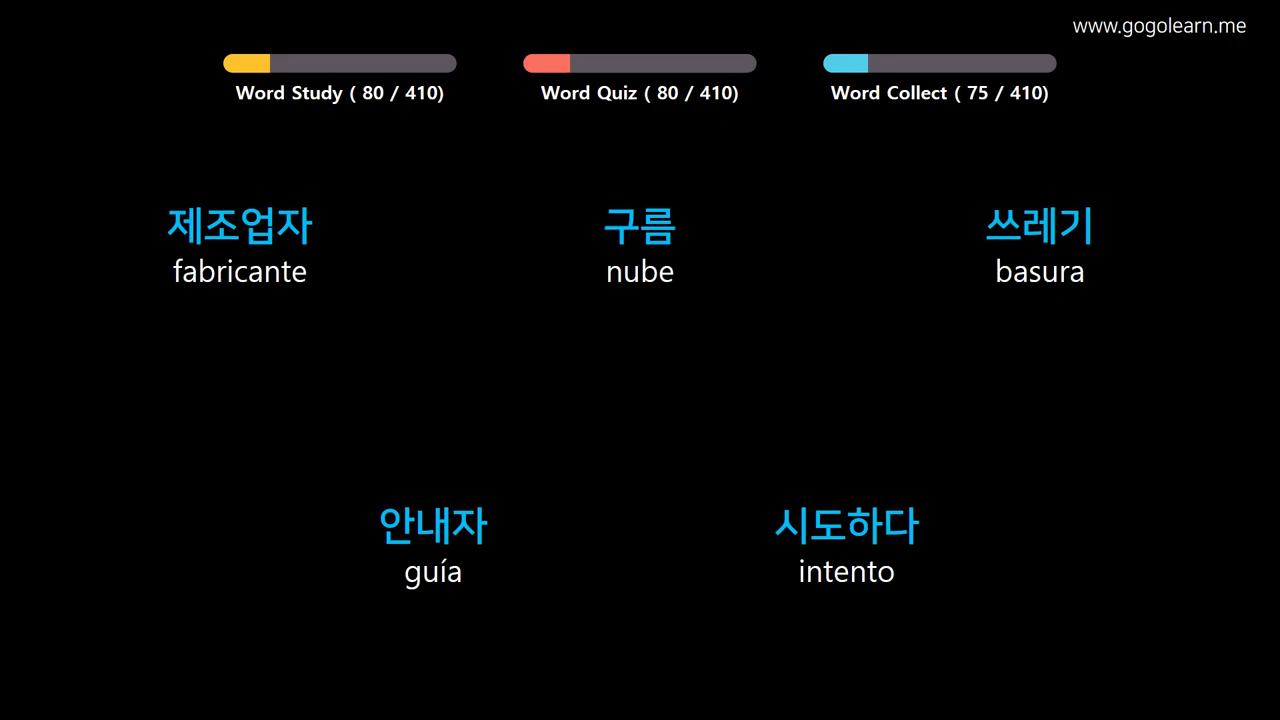 www.gogolearn.me
Word Study ( 80 / 410)
Word Quiz ( 80 / 410)
Word Collect ( 75 / 410)
제조업자
fabricante
구름
nube
쓰레기
basura
안내자
guía
시도하다
intento